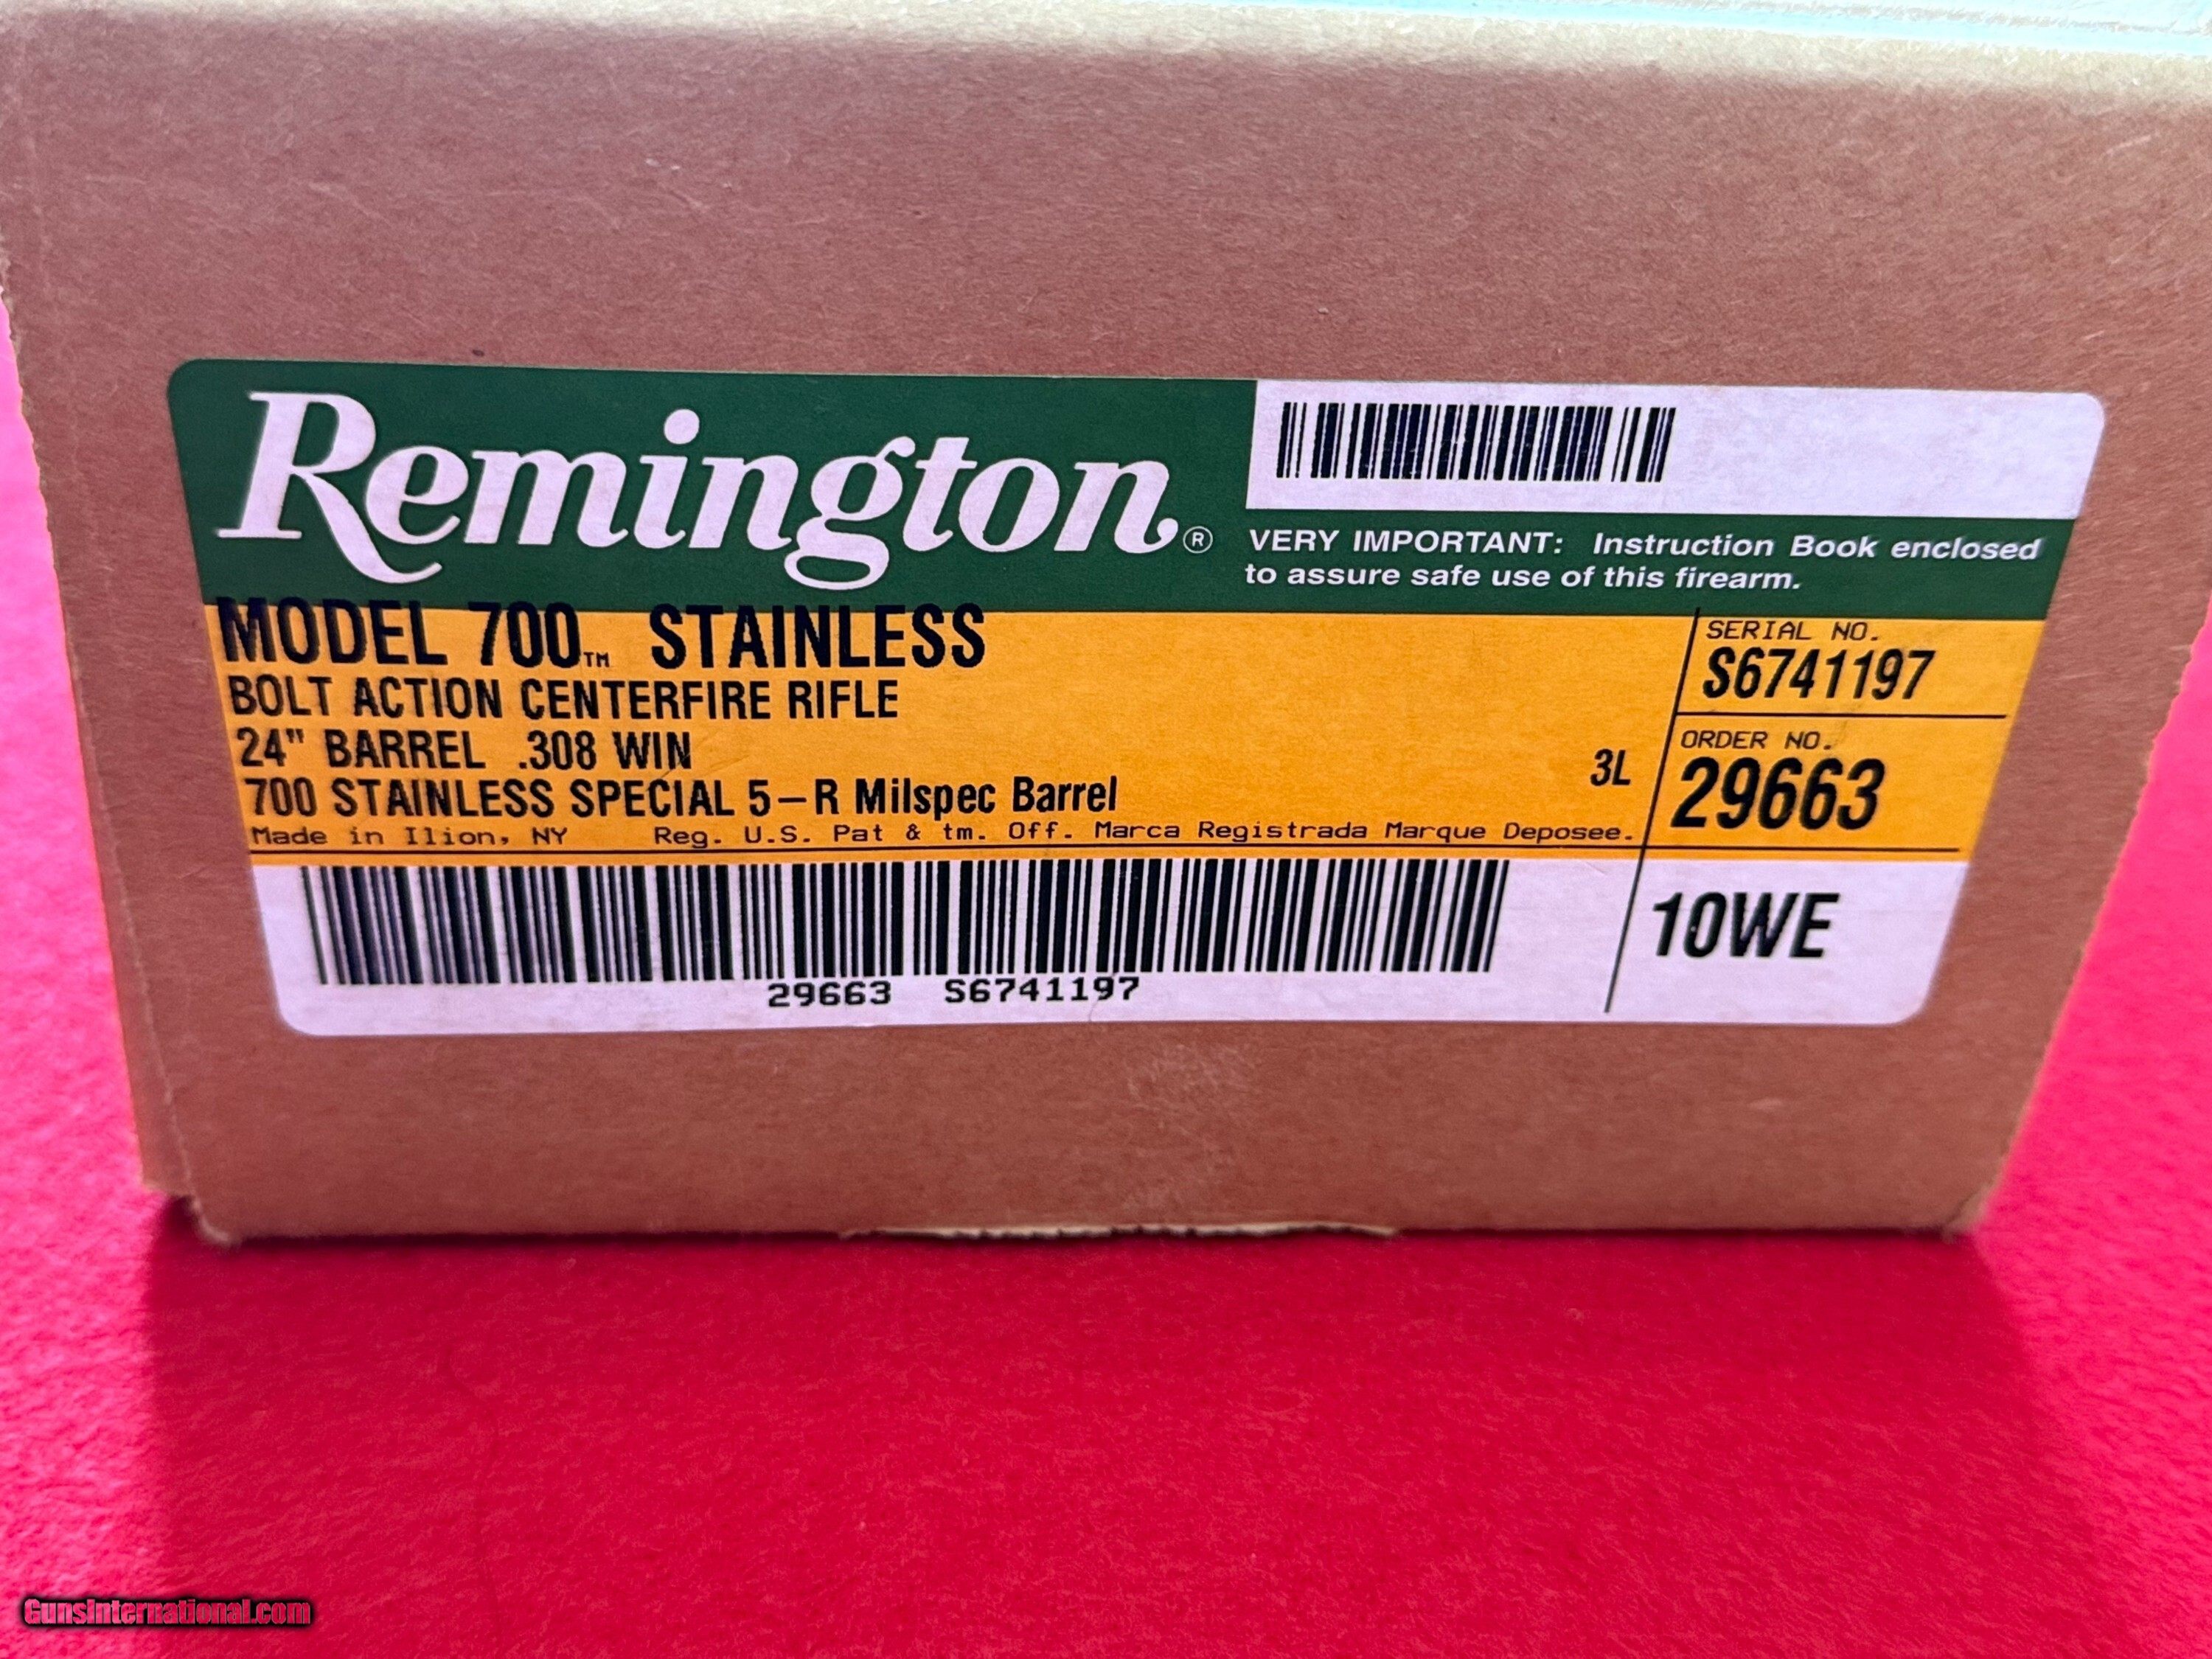 Remington®
VERY IMPORTANT: Instruction Book enclosed
to assure safe use of this firearm.
MODEL 700™ STAINLESS
BOLT ACTION CENTERFIRE RIFLE
24" BARREL .308 WIN
3L
700 STAINLESS SPECIAL 5-R Milspec Barrel
Made in Ilion, NY Reg. U.S. Pat & tm. Off. Marca Registrada Marque Deposee.
SERIAL NO.
S6741197
ORDER NO.
29663
29663 S6741197
10WE
GunsInternational.com